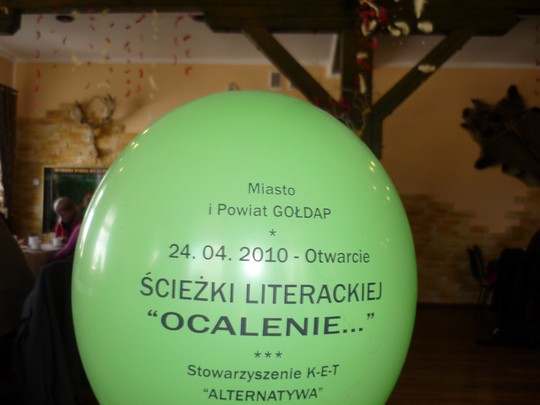 Miasto
i Powiat GOŁDAP
*
24. 04. 2010 - Otwarcie
ŚCIEŻKI LITERACKIEJ
“OCALENIE...”
***
Stowarzyszenie K-E-T
“ALTERNATYWA”